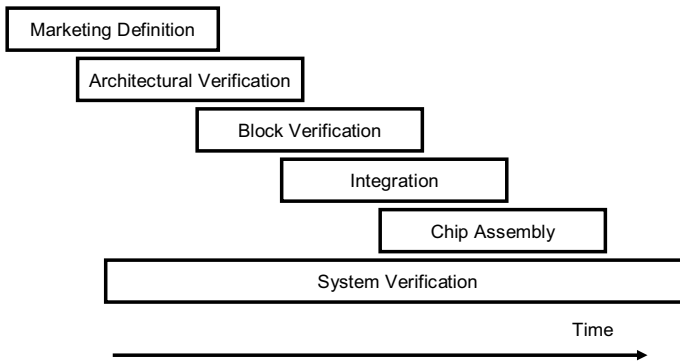 Marketing Definition
Architectural Verification
Block Verification
Integration
Chip Assembly
System Verification
Time